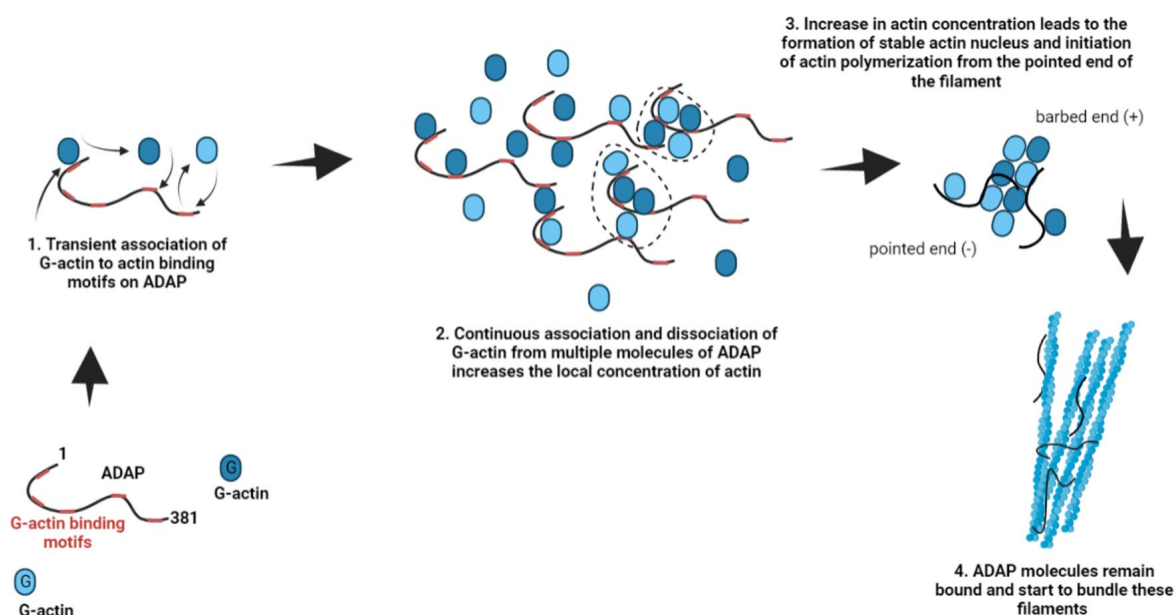 3. Increase in actin concentration leads to the
formation of stable actin nucleus and initiation
of actin polymerization from the pointed end of
the filament
barbed end (+)
pointed end (-)
1. Transient association of
G-actin to actin binding
motifs on ADAP
2. Continuous association and dissociation of
G-actin from multiple molecules of ADAP
increases the local concentration of actin
1
ADAP
381
G-actin binding
motifs
G
G-actin
G
G-actin
4. ADAP molecules remain
bound and start to bundle these
filaments